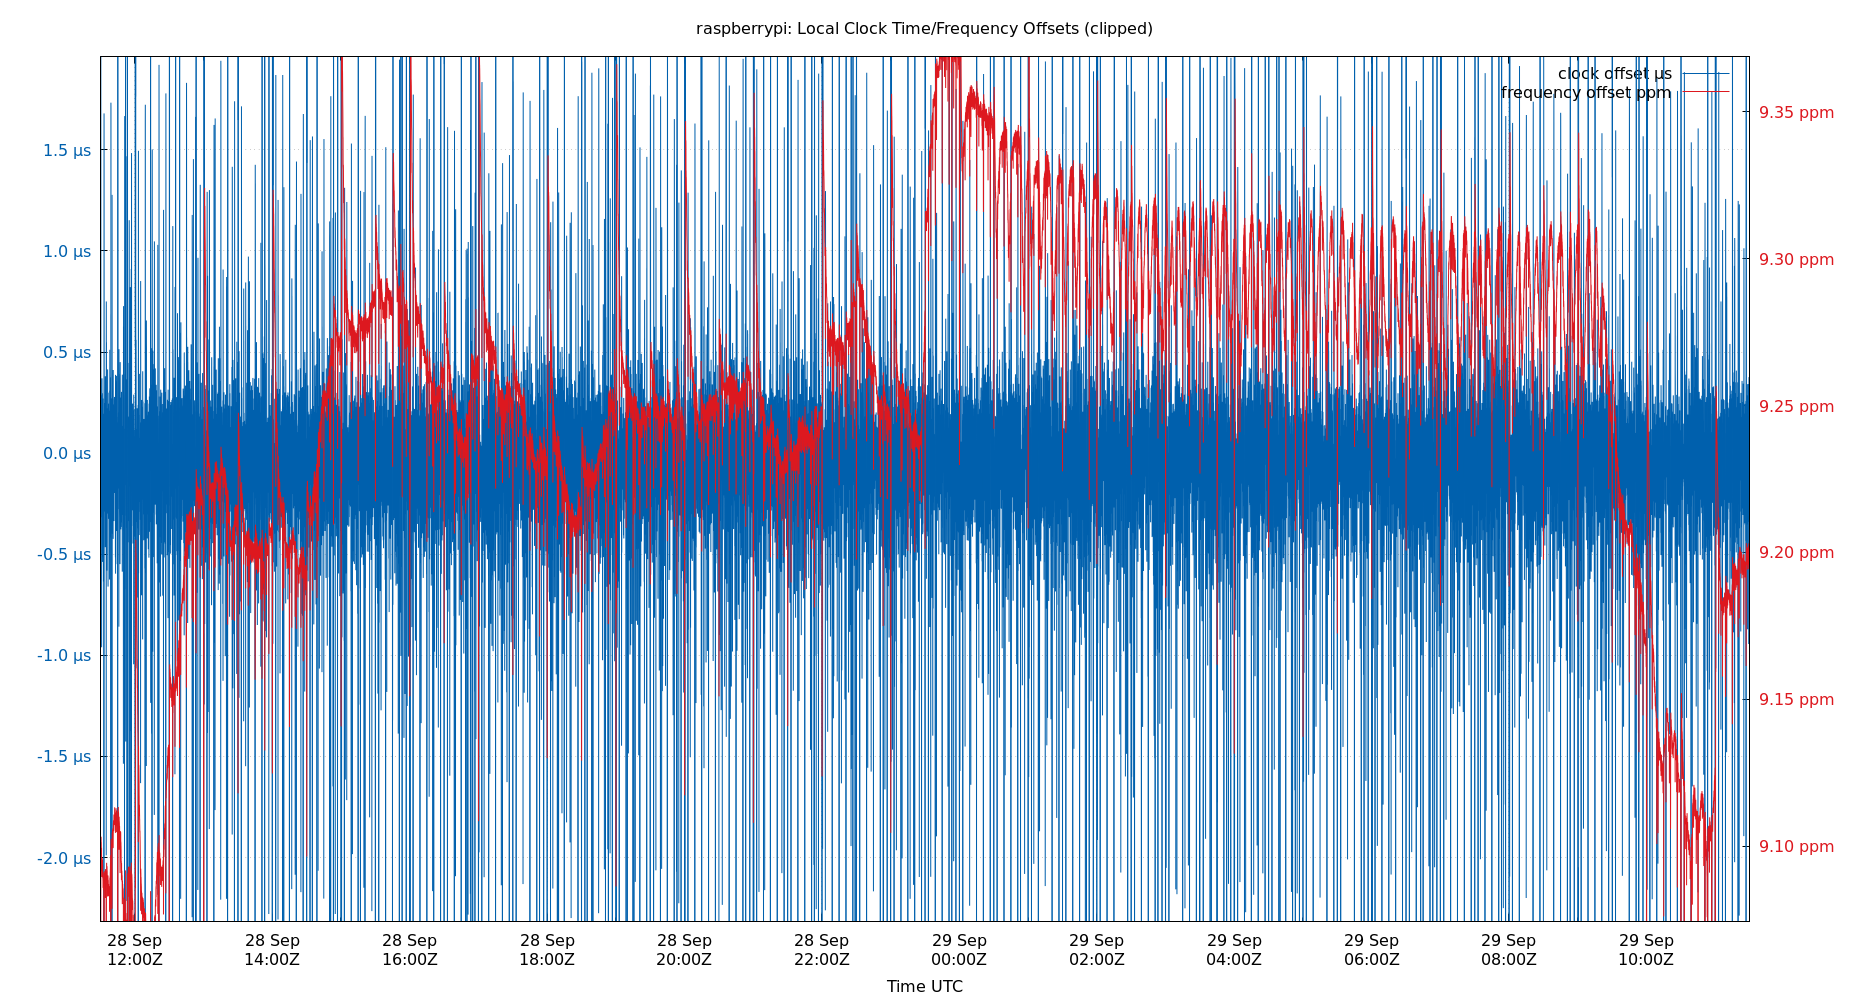 raspberrypi: Local Clock Time/Frequency Offsets (clipped)
clock offset µs
frequency offset ppm
1.5 µs
1.0 µs
0.5 µs
0.0 µs
-0.5 µs
-1.0 µs
-1.5 µs
-2.0 µs
9.35 ppm
9.30 ppm
9.25 ppm
9.20 ppm
9.15 ppm
9.10 ppm
28 Sep 28 Sep 28 Sep 28 Sep 28 Sep 28 Sep 29 Sep 29 Sep 29 Sep 29 Sep 29 Sep 29 Sep
12:00Z 14:00Z 16:00Z 18:00Z 20:00Z 22:00Z 00:00Z 02:00Z 04:00Z 06:00Z 08:00Z 10:00Z
Time UTC